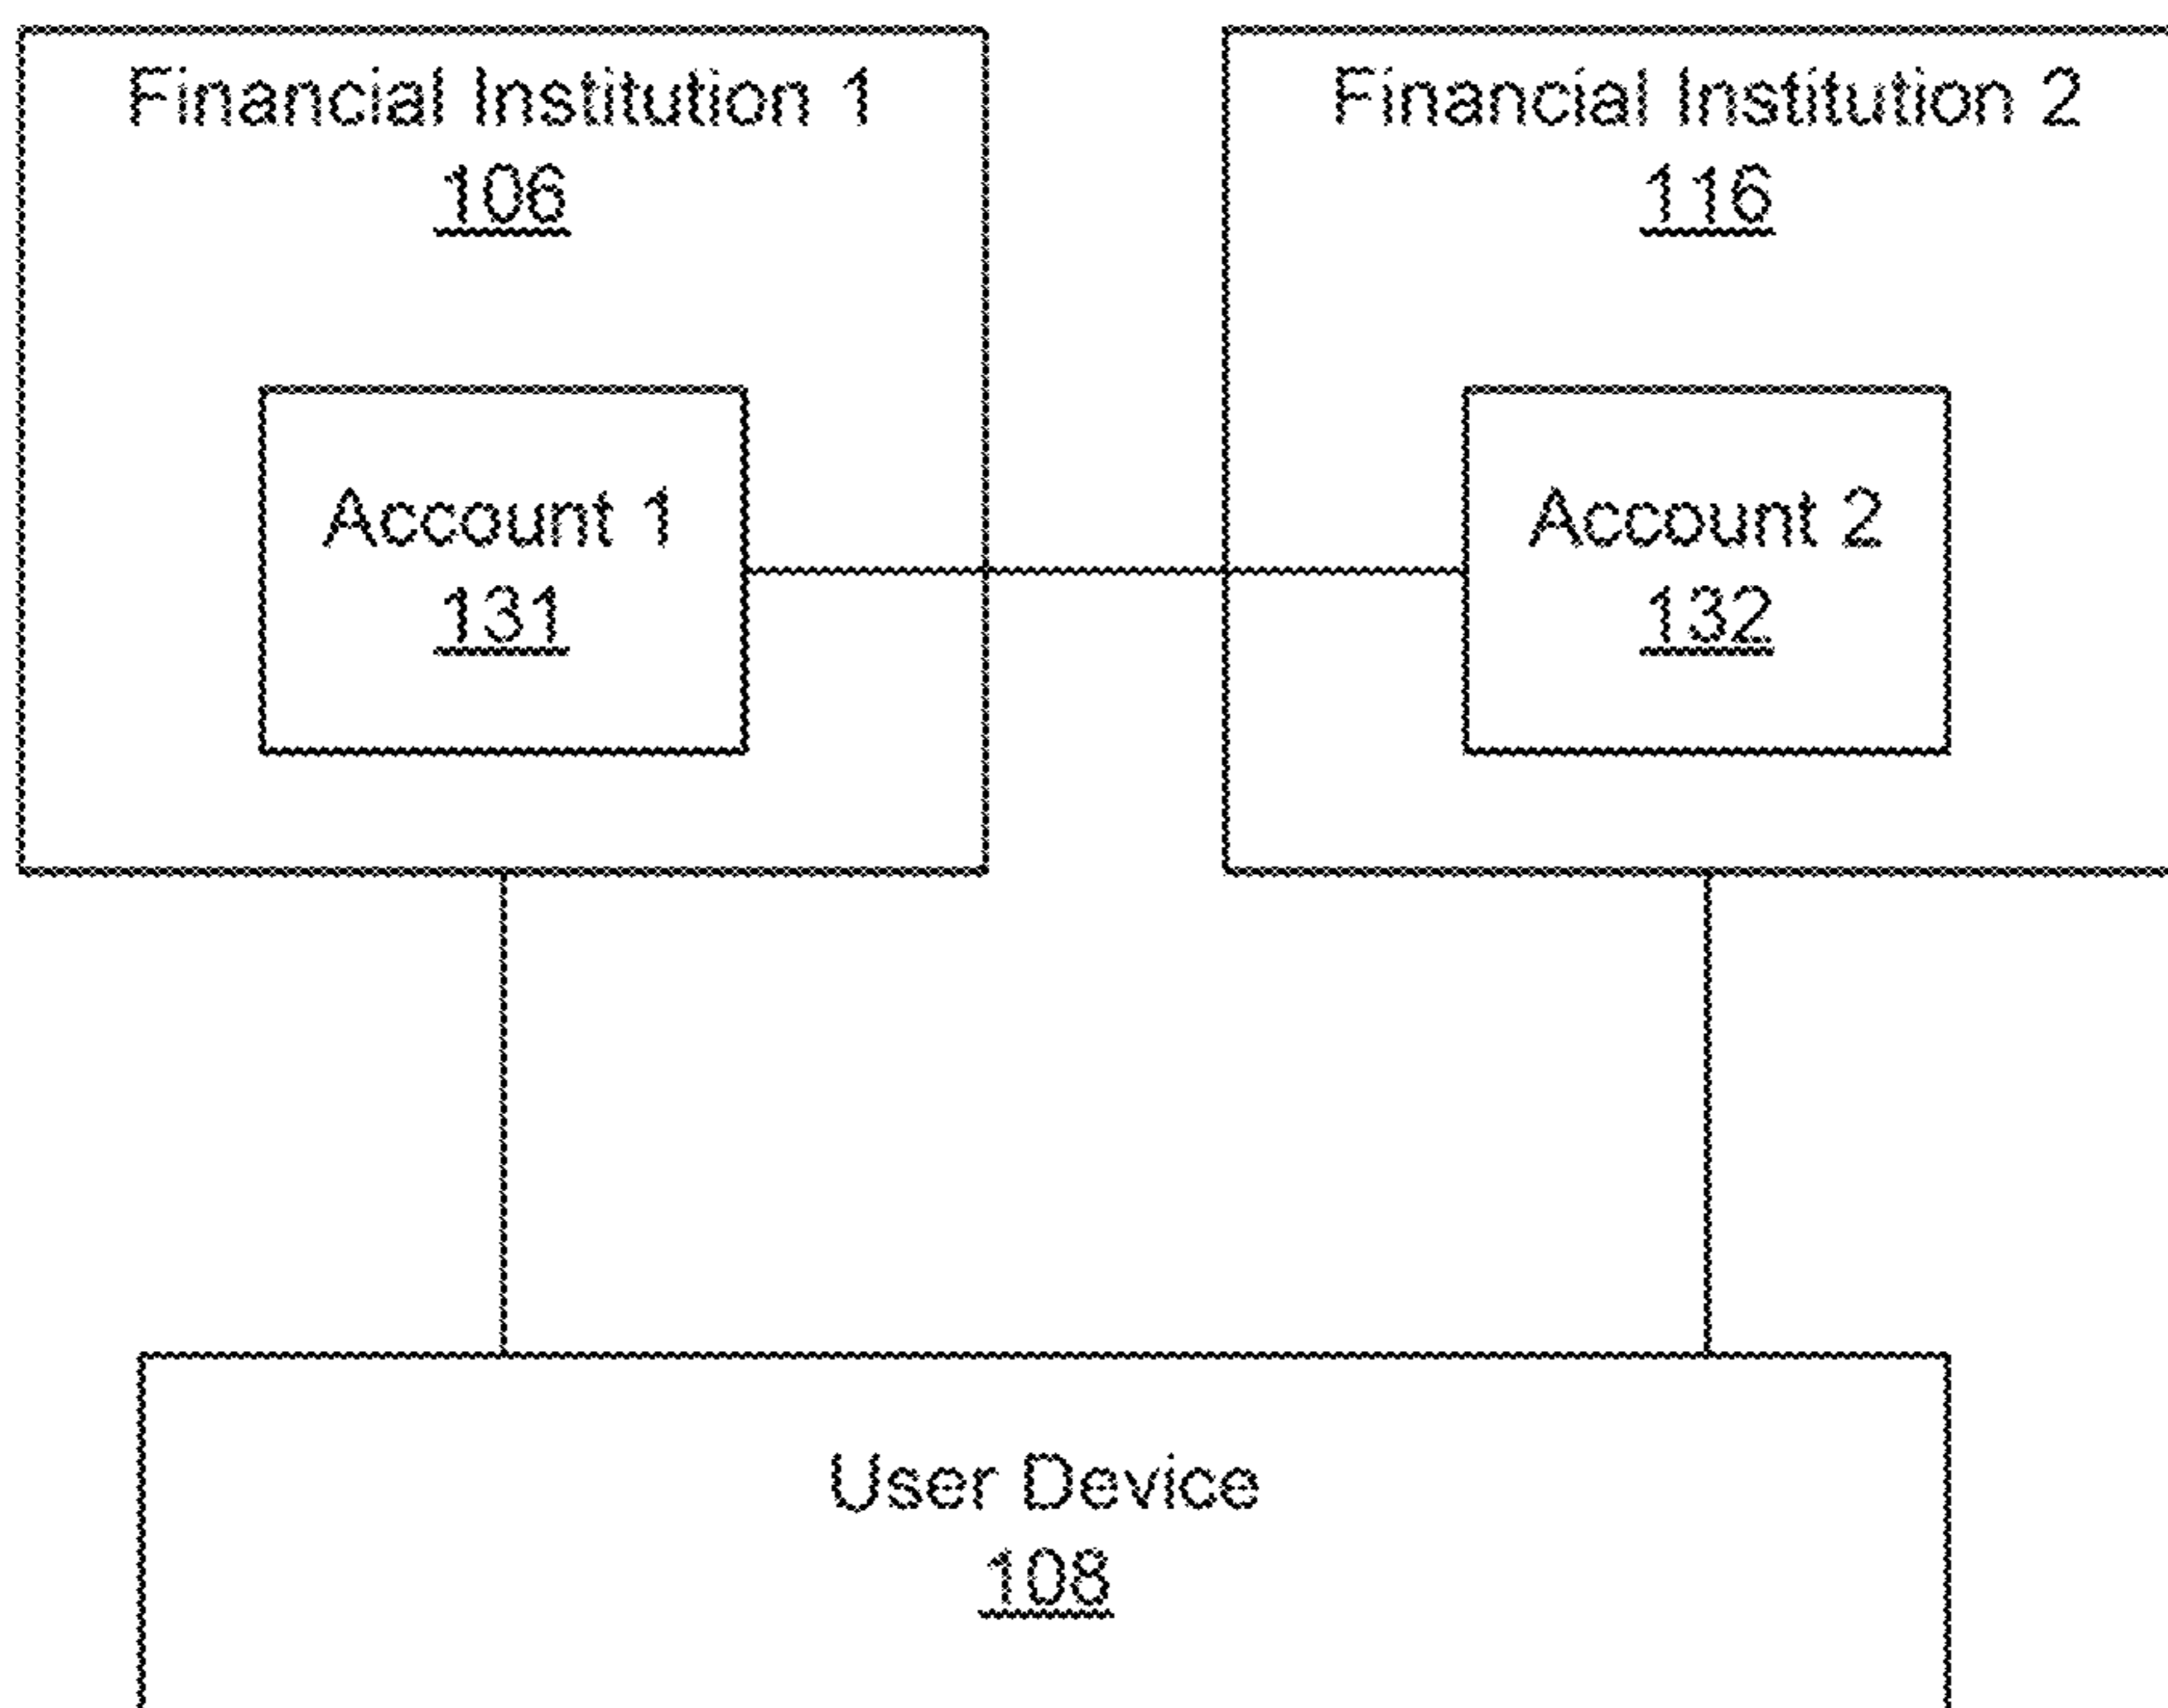 Financial Institution 1
106
Financial Institution 2
116
Account 1
131
Account 2
132
User Device
108